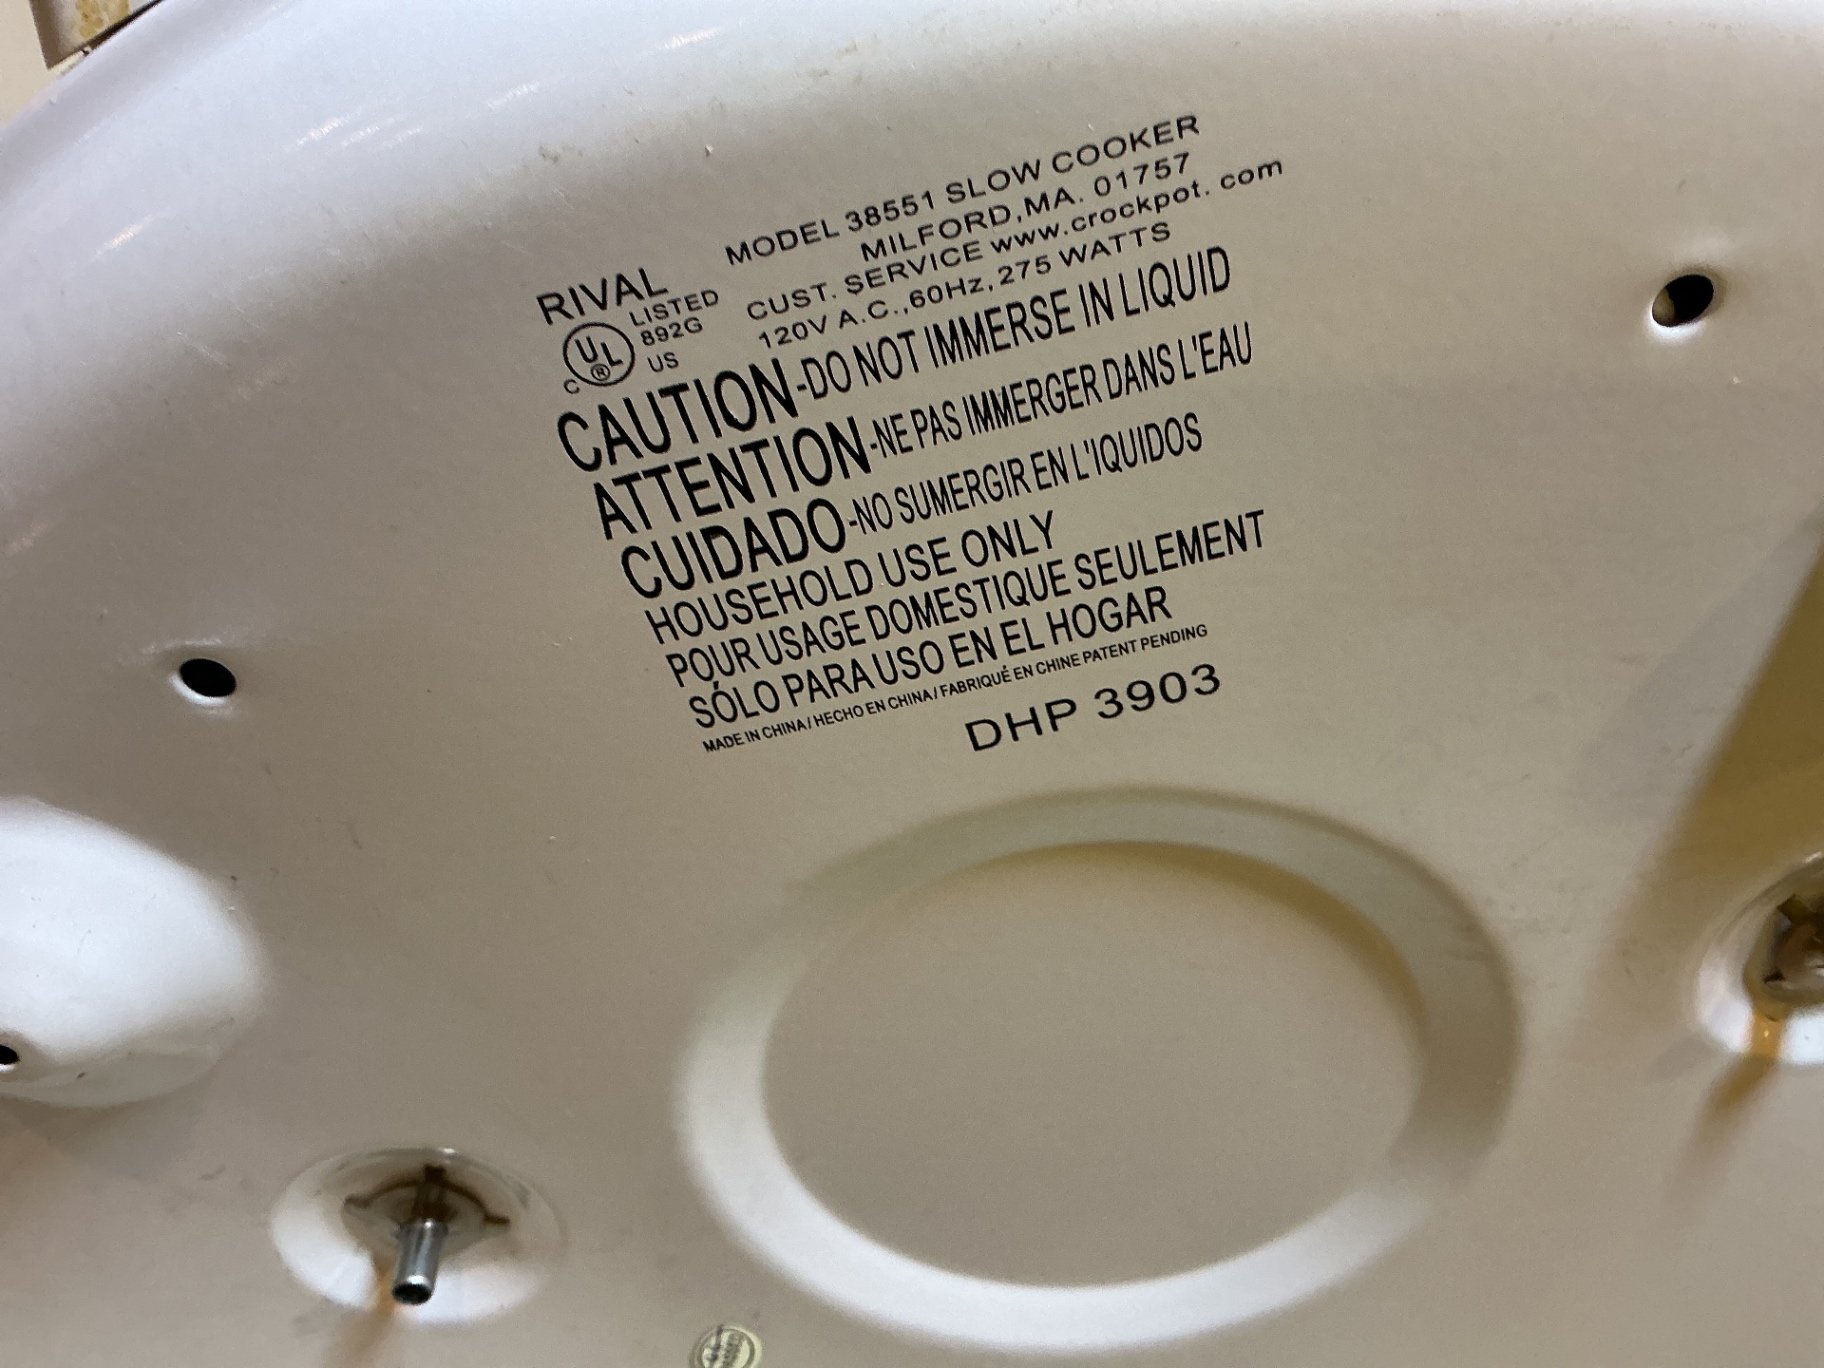 RIVAL
MODEL 38551 SLOW COOKER
MILFORD,MA. 01757
CUST. SERVICE www.crockpot. com
120V A.C.,60Hz, 275 WATTS
LISTED
892G
US
C
UL
®
CAUTION-DO NOT IMMERSE IN LIQUID
ATTENTION-NE PAS IMMERGER DANS L'EAU
CUIDADO-NO SUMERGIR EN L'IQUIDOS
HOUSEHOLD USE ONLY
POUR USAGE DOMESTIQUE SEULEMENT
SÓLO PARA USO EN EL HOGAR
MADE IN CHINA / HECHO EN CHINA / FABRIQUÉ EN CHINE PATENT PENDING
DHP 3903